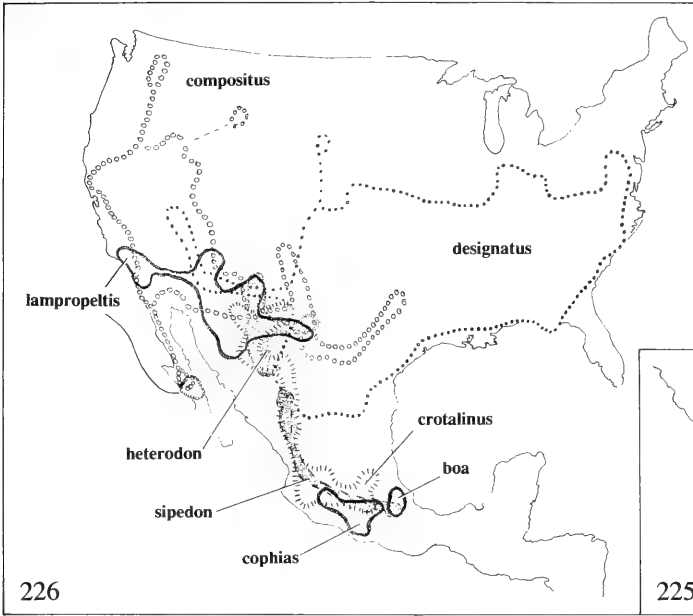 compositus
designatus
lampropeltis
heterodon
crotalinus
boa
sipedon
cophias
226
225